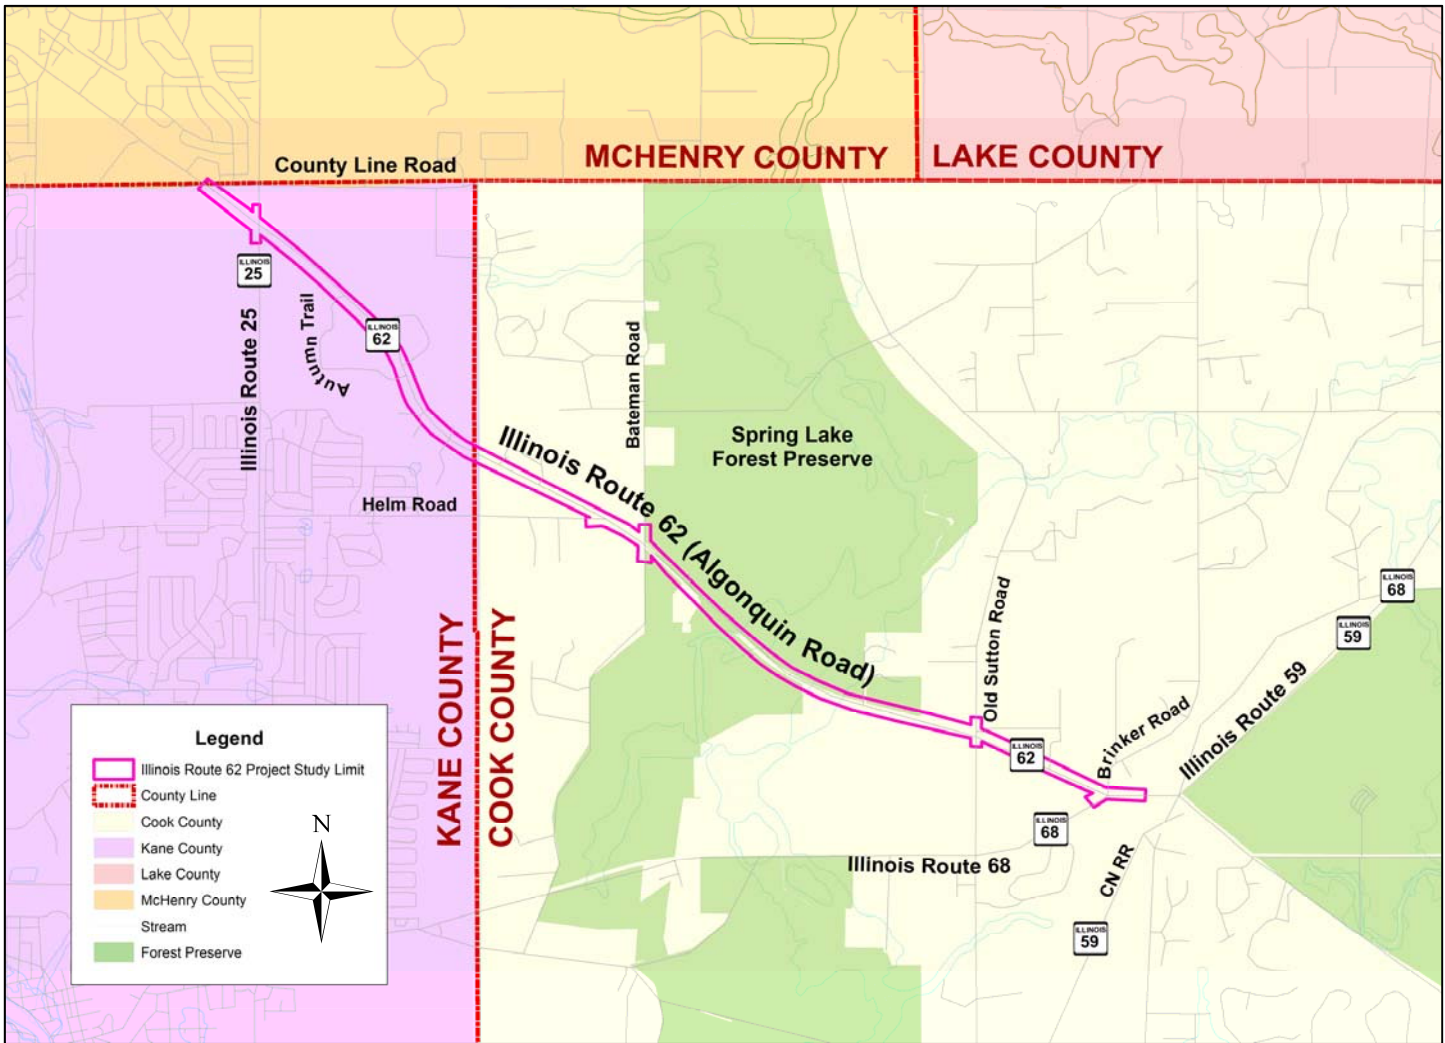 MCHENRY COUNTY
LAKE COUNTY
County Line Road
ILLINOIS
25
Illinois Route 25
Autumn Trail
ILLINOIS
62
Bateman Road
Spring Lake
Forest Preserve
Illinois Route 62 (Algonquin Road)
Helm Road
KANE COUNTY
COOK COUNTY
Old Sutton Road
ILLINOIS
68
ILLINOIS
59
Illinois Route 59
Brinker Road
ILLINOIS
62
ILLINOIS
68
Illinois Route 68
CN RR
ILLINOIS
59
Legend
Illinois Route 62 Project Study Limit
County Line
Cook County
Kane County
Lake County
McHenry County
Stream
Forest Preserve
N